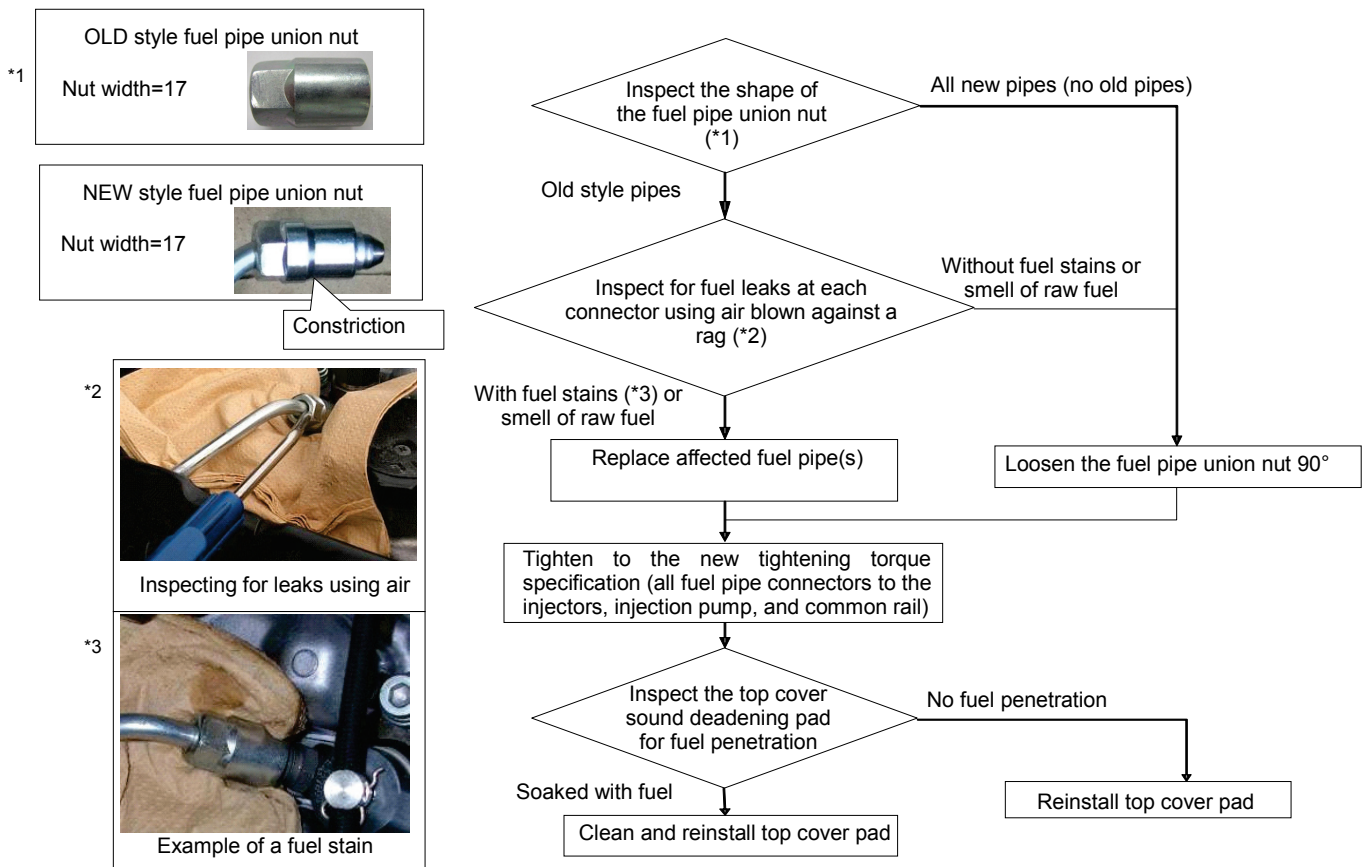 *1
OLD style fuel pipe union nut
Nut width=17
NEW style fuel pipe union nut
Nut width=17
Constriction
*2
Inspecting for leaks using air
*3
Example of a fuel stain
Inspect the shape of
the fuel pipe union nut
(*1)
All new pipes (no old pipes)
Old style pipes
Inspect for fuel leaks at each
connector using air blown against a
rag (*2)
Without fuel stains or
smell of raw fuel
With fuel stains (*3) or
smell of raw fuel
Replace affected fuel pipe(s)
Loosen the fuel pipe union nut 90°
Tighten to the new tightening torque
specification (all fuel pipe connectors to the
injectors, injection pump, and common rail)
Inspect the top cover
sound deadening pad
for fuel penetration
No fuel penetration
Soaked with fuel
Clean and reinstall top cover pad
Reinstall top cover pad